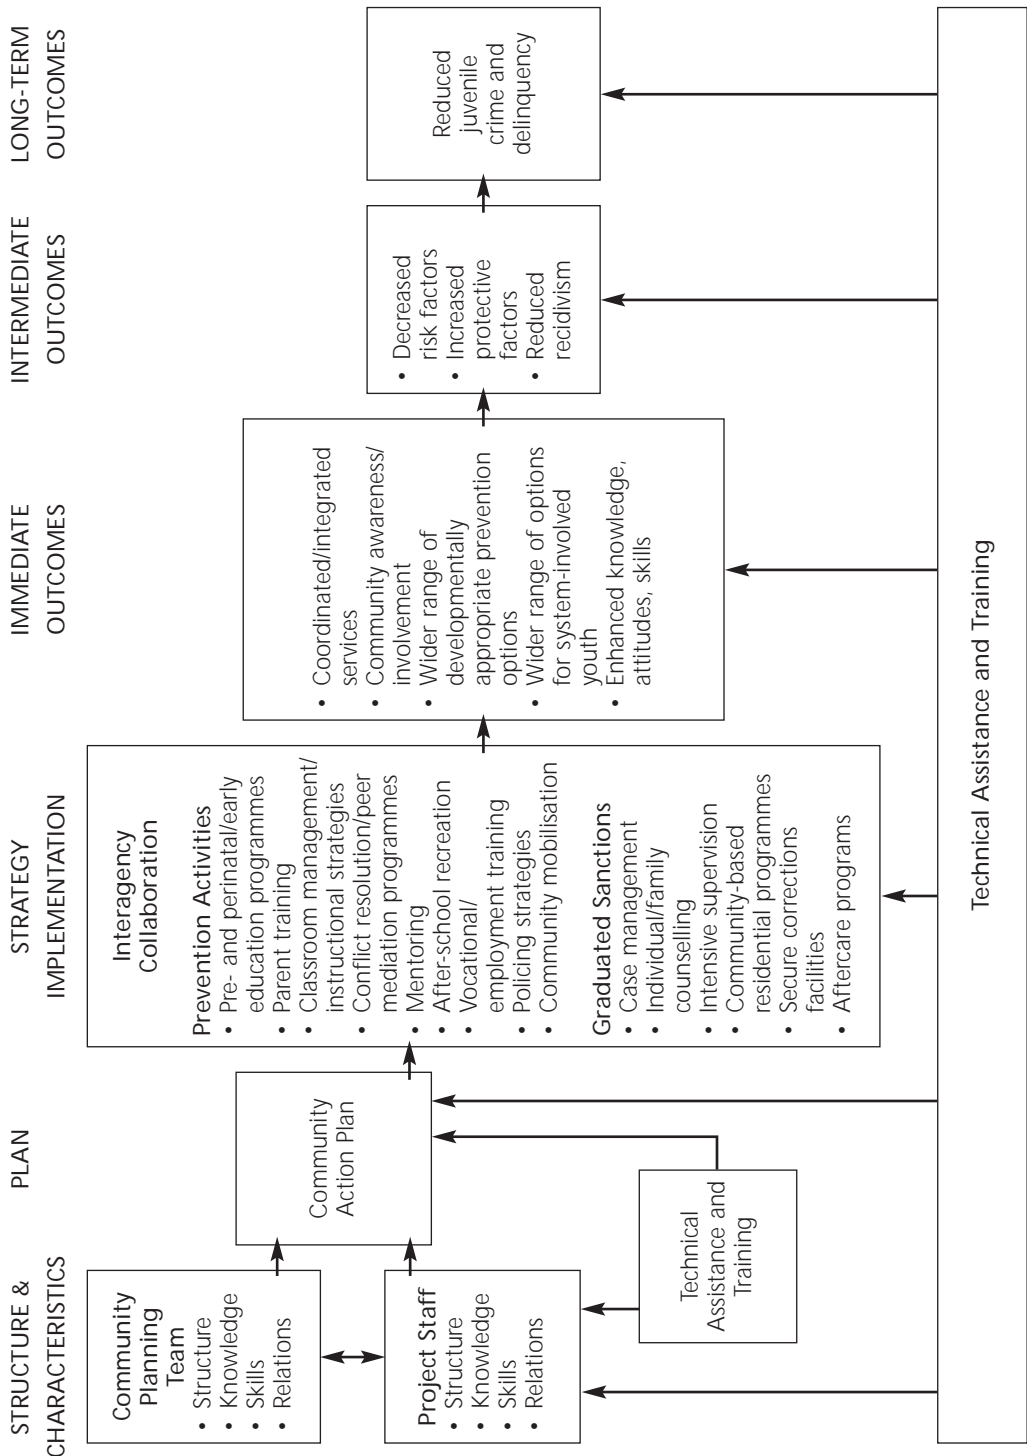 STRUCTURE &
CHARACTERISTICS
PLAN
STRATEGY
IMPLEMENTATION
IMMEDIATE
OUTCOMES
INTERMEDIATE
OUTCOMES
LONG-TERM
OUTCOMES
Community
Planning
Team
• Structure
• Knowledge
• Skills
• Relations
Project Staff
• Structure
• Knowledge
• Skills
• Relations
Technical
Assistance and
Training
Community
Action Plan
Interagency
Collaboration
Prevention Activities
• Pre- and perinatal/early
education programmes
• Parent training
• Classroom management/
instructional strategies
• Conflict resolution/peer
mediation programmes
• Mentoring
• After-school recreation
• Vocational/
employment training
• Policing strategies
• Community mobilisation
Graduated Sanctions
• Case management
• Individual/family
counselling
• Intensive supervision
• Community-based
residential programmes
• Secure corrections
facilities
• Aftercare programs
• Coordinated/integrated
services
• Community awareness/
involvement
• Wider range of
developmentally
appropriate prevention
options
• Wider range of options
for system-involved
youth
• Enhanced knowledge,
attitudes, skills
• Decreased
risk factors
• Increased
protective
factors
• Reduced
recidivism
Reduced
juvenile
crime and
delinquency
Technical Assistance and Training